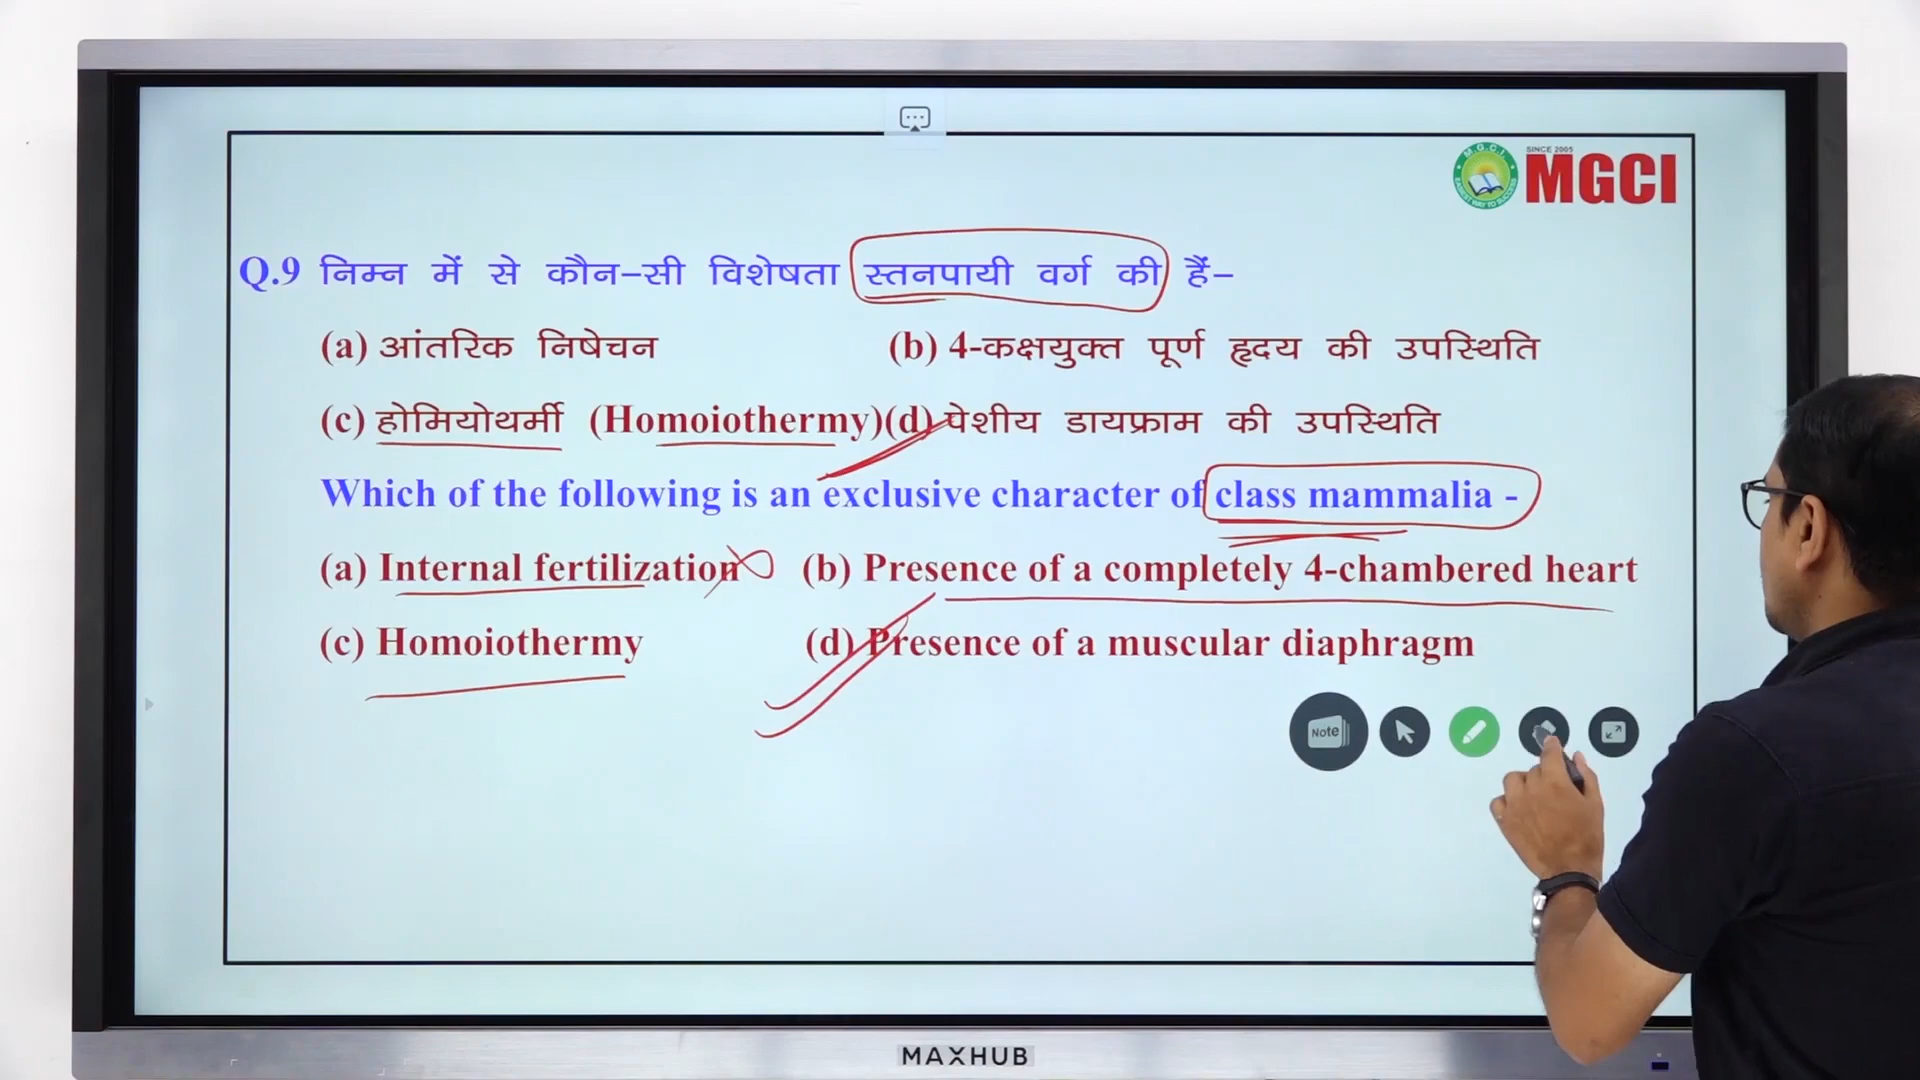 SINCE 2005
M.G.C.I.
MGCI
Q.9 निम्न में से कौन-सी विशेषता स्तनपायी वर्ग की हैं-
(a) आंतरिक निषेचन (b) 4-कक्षयुक्त पूर्ण हृदय की उपस्थिति
(c) होमियोथर्मी (Homoiothermy)(d) पेशीय डायफ्राम की उपस्थिति
Which of the following is an exclusive character of class mammalia -
(a) Internal fertilization (b) Presence of a completely 4-chambered heart
(c) Homoiothermy (d) Presence of a muscular diaphragm
Note
MAXHUB